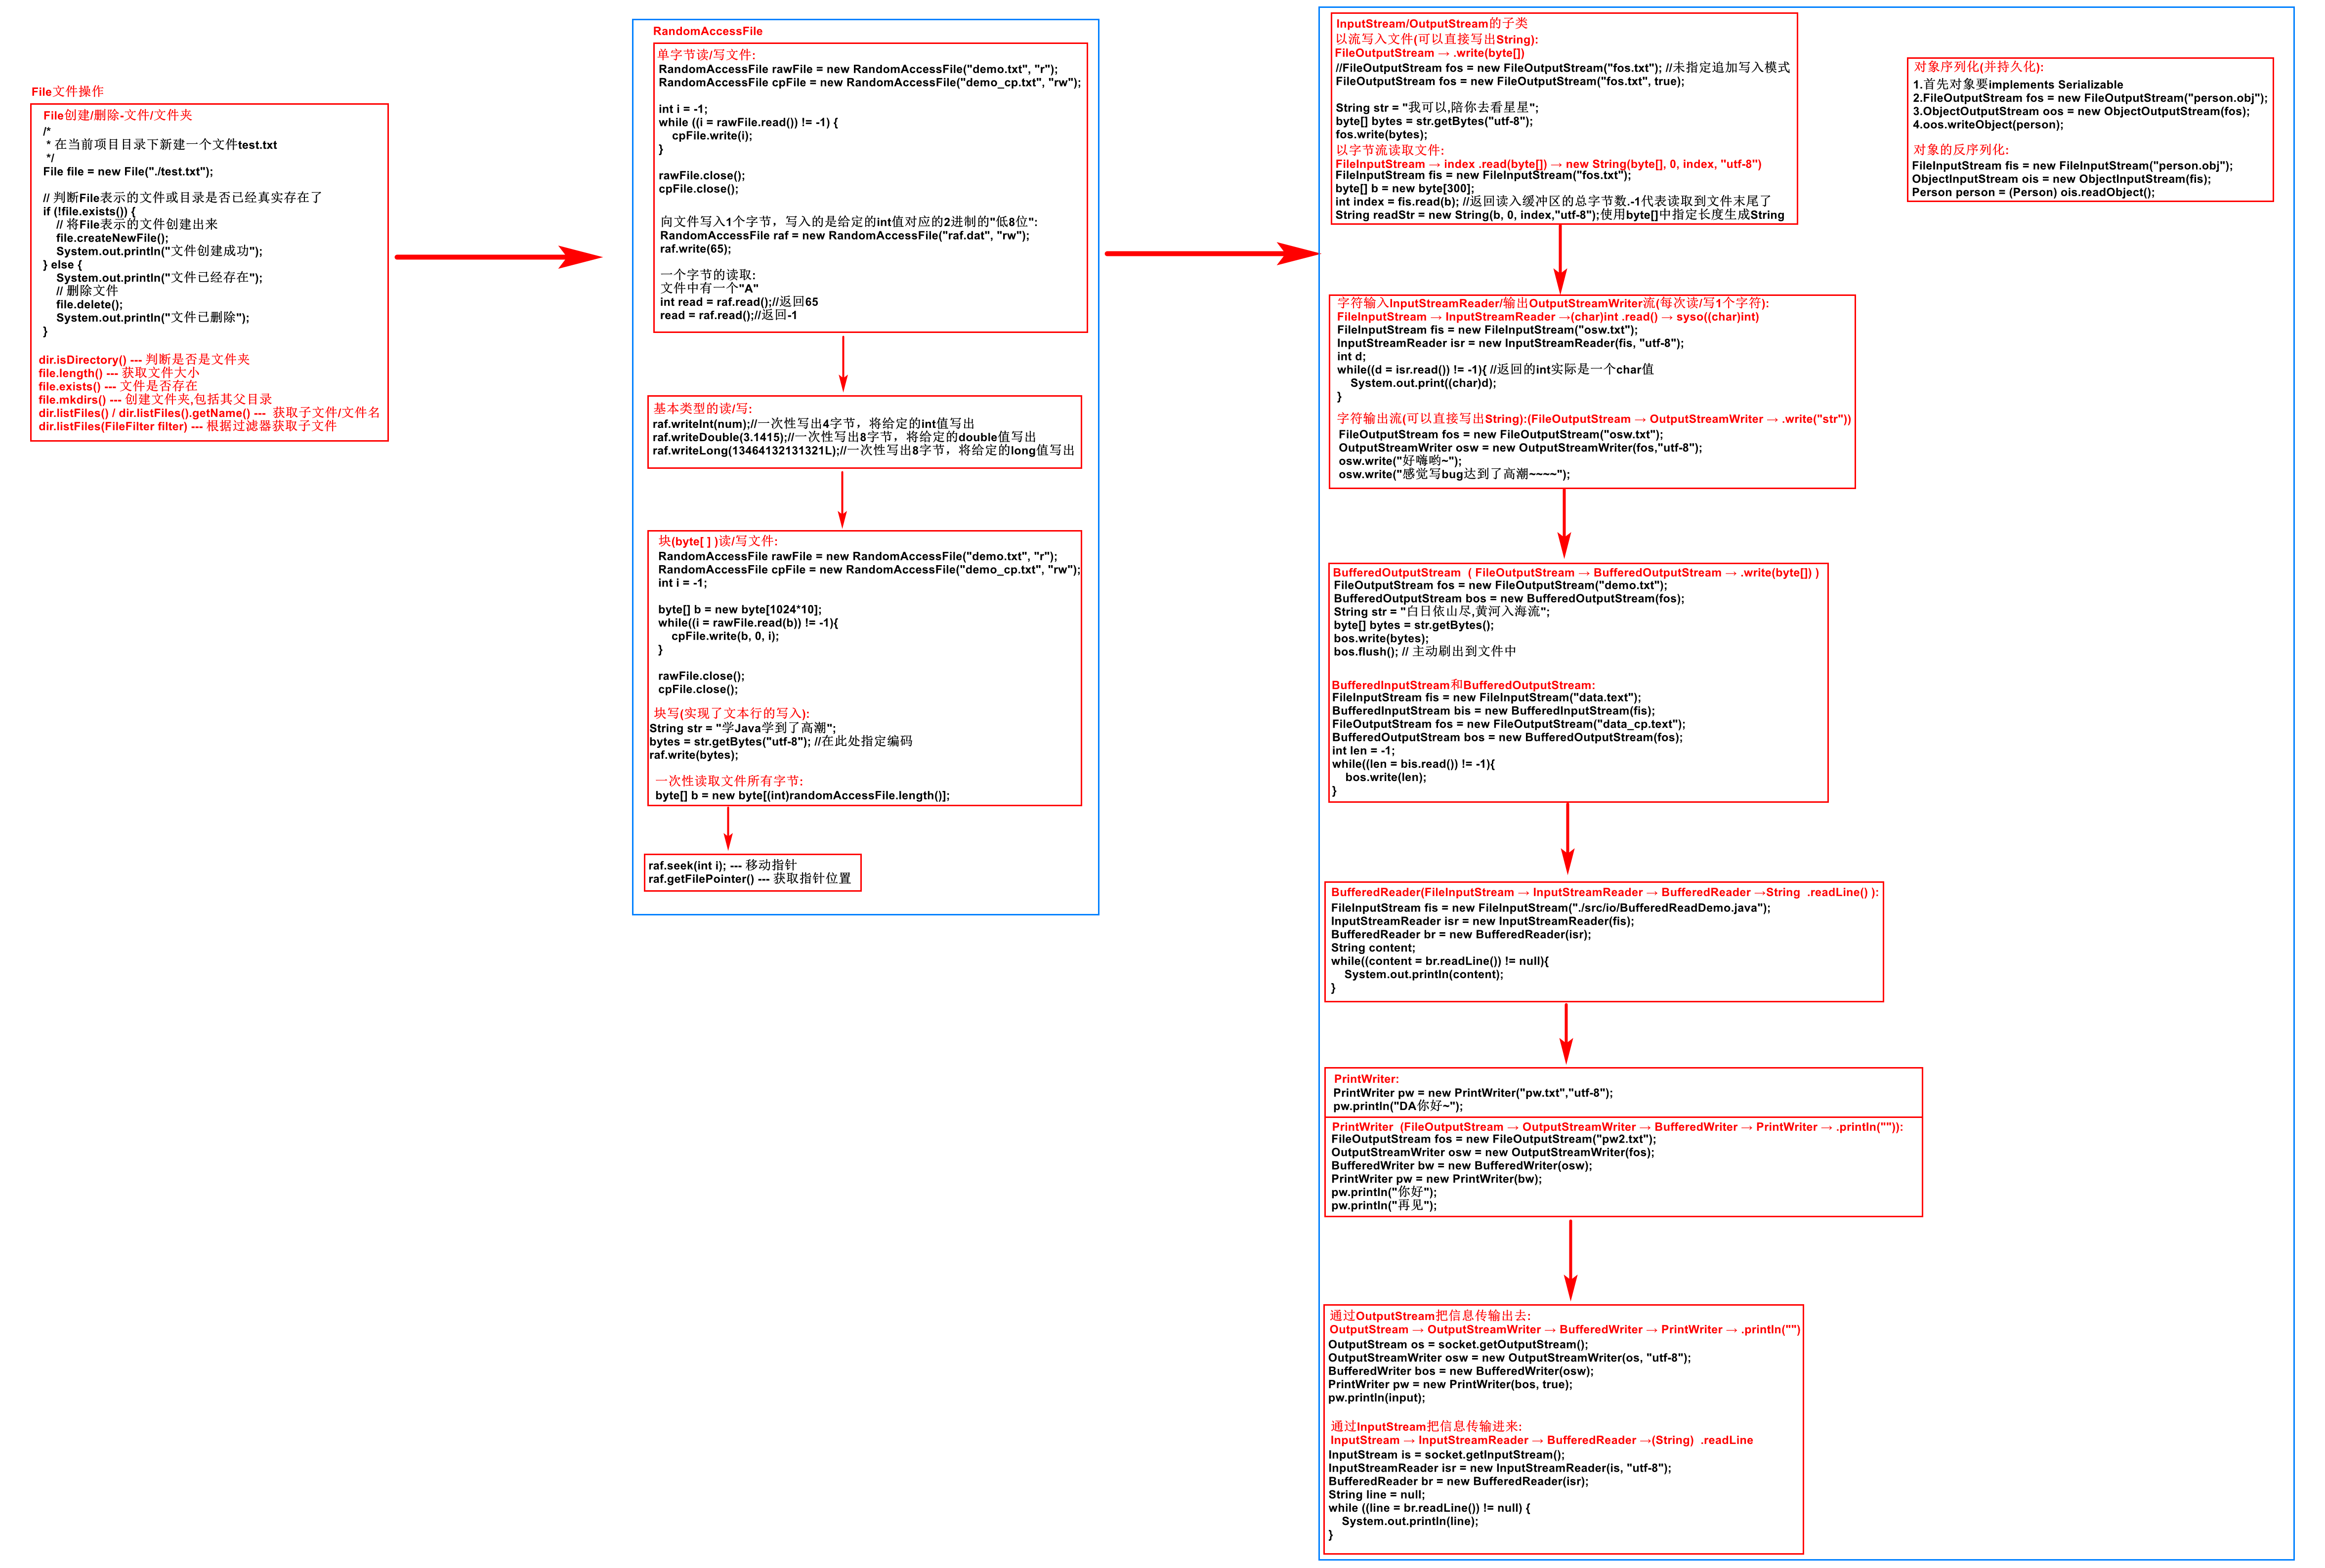 File文件操作
File创建/删除-文件/文件夹
/*
* 在当前项目目录下新建一个文件test.txt
*/
File file = new File("./test.txt");
// 判断File表示的文件或目录是否已经真实存在了
if (!file.exists()) {
// 将File表示的文件创建出来
file.createNewFile();
System.out.println("文件创建成功");
} else {
System.out.println("文件已经存在");
// 删除文件
file.delete();
System.out.println("文件已删除");
}
dir.isDirectory() --- 判断是否是文件夹
file.length() --- 获取文件大小
file.exists() --- 文件是否存在
file.mkdirs() --- 创建文件夹,包括其父目录
dir.listFiles() / dir.listFiles().getName() --- 获取子文件/文件名
dir.listFiles(FileFilter filter) --- 根据过滤器获取子文件
RandomAccessFile
单字节读/写文件:
RandomAccessFile rawFile = new RandomAccessFile("demo.txt", "r");
RandomAccessFile cpFile = new RandomAccessFile("demo_cp.txt", "rw");
int i = -1;
while ((i = rawFile.read()) != -1) {
cpFile.write(i);
}
rawFile.close();
cpFile.close();
向文件写入1个字节，写入的是给定的int值对应的2进制的"低8位":
RandomAccessFile raf = new RandomAccessFile("raf.dat", "rw");
raf.write(65);
一个字节的读取:
文件中有一个"A"
int read = raf.read();//返回65
read = raf.read();//返回-1
基本类型的读/写:
raf.writeInt(num);//一次性写出4字节，将给定的int值写出
raf.writeDouble(3.1415);//一次性写出8字节，将给定的double值写出
raf.writeLong(13464132131321L);//一次性写出8字节，将给定的long值写出
块(byte[ ] )读/写文件:
RandomAccessFile rawFile = new RandomAccessFile("demo.txt", "r");
RandomAccessFile cpFile = new RandomAccessFile("demo_cp.txt", "rw");
int i = -1;
byte[] b = new byte[1024*10];
while((i = rawFile.read(b)) != -1){
cpFile.write(b, 0, i);
}
rawFile.close();
cpFile.close();
块写(实现了文本行的写入):
String str = "学Java学到了高潮";
bytes = str.getBytes("utf-8"); //在此处指定编码
raf.write(bytes);
一次性读取文件所有字节:
byte[] b = new byte[(int)randomAccessFile.length()];
raf.seek(int i); --- 移动指针
raf.getFilePointer() --- 获取指针位置
InputStream/OutputStream的子类
以流写入文件(可以直接写出String):
FileOutputStream → .write(byte[])
//FileOutputStream fos = new FileOutputStream("fos.txt"); //未指定追加写入模式
FileOutputStream fos = new FileOutputStream("fos.txt", true);
String str = "我可以,陪你去看星星";
byte[] bytes = str.getBytes("utf-8");
fos.write(bytes);
以字节流读取文件:
FileInputStream → index .read(byte[]) → new String(byte[], 0, index, "utf-8")
FileInputStream fis = new FileInputStream("fos.txt");
byte[] b = new byte[300];
int index = fis.read(b); //返回读入缓冲区的总字节数.-1代表读取到文件末尾了
String readStr = new String(b, 0, index,"utf-8");使用byte[]中指定长度生成String
字符输入InputStreamReader/输出OutputStreamWriter流(每次读/写1个字符):
FileInputStream → InputStreamReader →(char)int .read() → syso((char)int)
FileInputStream fis = new FileInputStream("osw.txt");
InputStreamReader isr = new InputStreamReader(fis, "utf-8");
int d;
while((d = isr.read()) != -1){ //返回的int实际是一个char值
System.out.print((char)d);
}
字符输出流(可以直接写出String):(FileOutputStream → OutputStreamWriter → .write("str"))
FileOutputStream fos = new FileOutputStream("osw.txt");
OutputStreamWriter osw = new OutputStreamWriter(fos,"utf-8");
osw.write("好嗨哟~");
osw.write("感觉写bug达到了高潮~~~~");
BufferedOutputStream ( FileOutputStream → BufferedOutputStream → .write(byte[]) )
FileOutputStream fos = new FileOutputStream("demo.txt");
BufferedOutputStream bos = new BufferedOutputStream(fos);
String str = "白日依山尽,黄河入海流";
byte[] bytes = str.getBytes();
bos.write(bytes);
bos.flush(); // 主动刷出到文件中
BufferedInputStream和BufferedOutputStream:
FileInputStream fis = new FileInputStream("data.text");
BufferedInputStream bis = new BufferedInputStream(fis);
FileOutputStream fos = new FileOutputStream("data_cp.text");
BufferedOutputStream bos = new BufferedOutputStream(fos);
int len = -1;
while((len = bis.read()) != -1){
bos.write(len);
}
BufferedReader(FileInputStream → InputStreamReader → BufferedReader →String .readLine() ):
FileInputStream fis = new FileInputStream("./src/io/BufferedReadDemo.java");
InputStreamReader isr = new InputStreamReader(fis);
BufferedReader br = new BufferedReader(isr);
String content;
while((content = br.readLine()) != null){
System.out.println(content);
}
PrintWriter:
PrintWriter pw = new PrintWriter("pw.txt","utf-8");
pw.println("DA你好~");
PrintWriter (FileOutputStream → OutputStreamWriter → BufferedWriter → PrintWriter → .println("")):
FileOutputStream fos = new FileOutputStream("pw2.txt");
OutputStreamWriter osw = new OutputStreamWriter(fos);
BufferedWriter bw = new BufferedWriter(osw);
PrintWriter pw = new PrintWriter(bw);
pw.println("你好");
pw.println("再见");
通过OutputStream把信息传输出去:
OutputStream → OutputStreamWriter → BufferedWriter → PrintWriter → .println("")
OutputStream os = socket.getOutputStream();
OutputStreamWriter osw = new OutputStreamWriter(os, "utf-8");
BufferedWriter bos = new BufferedWriter(osw);
PrintWriter pw = new PrintWriter(bos, true);
pw.println(input);
通过InputStream把信息传输进来:
InputStream → InputStreamReader → BufferedReader →(String) .readLine
InputStream is = socket.getInputStream();
InputStreamReader isr = new InputStreamReader(is, "utf-8");
BufferedReader br = new BufferedReader(isr);
String line = null;
while ((line = br.readLine()) != null) {
System.out.println(line);
}
对象序列化(并持久化):
1.首先对象要implements Serializable
2.FileOutputStream fos = new FileOutputStream("person.obj");
3.ObjectOutputStream oos = new ObjectOutputStream(fos);
4.oos.writeObject(person);
对象的反序列化:
FileInputStream fis = new FileInputStream("person.obj");
ObjectInputStream ois = new ObjectInputStream(fis);
Person person = (Person) ois.readObject();